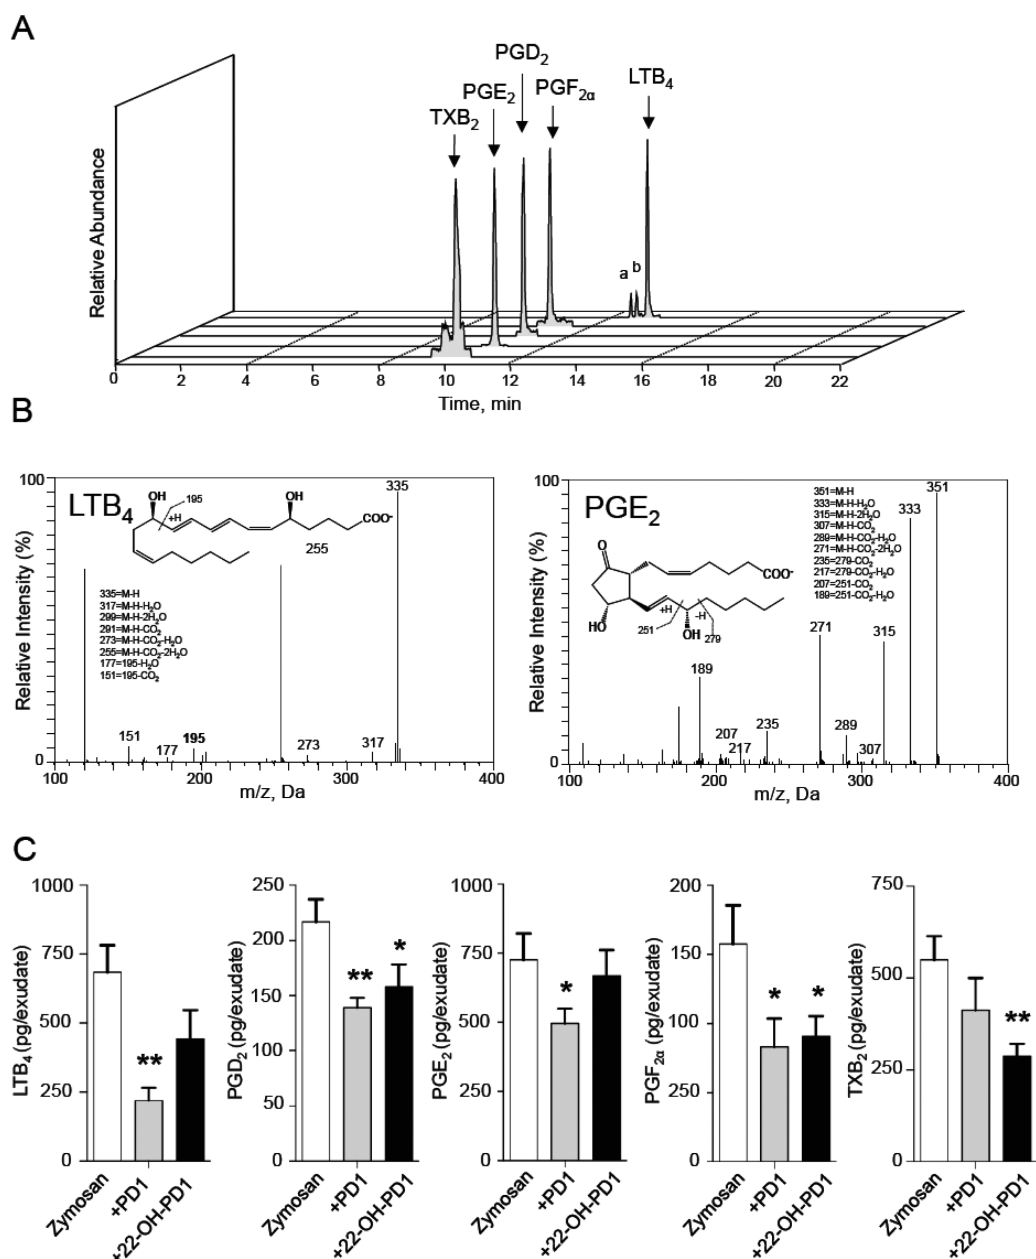 A
PGD2
PGE2
PGF2α
LTB4
TXB2
a
b
Relative Abundance
0 2 4 6 8 10 12 14 16 18 20 22
Time, min
B
LTB4
OH
195
+H
OH
COO-
335
255
335=M-H
317=M-H-H2O
299=M-H-2H2O
291=M-H-CO2
273=M-H-CO2-H2O
255=M-H-CO2-2H2O
177=195-H2O
151=195-CO2
151
177
195
273
317
100
0
Relative Intensity (%)
100 200 300 400
m/z, Da
PGE2
O
COO-
HO
+H
-H
251
OH
279
351=M-H
333=M-H-H2O
315=M-H-2H2O
307=M-H-CO2
289=M-H-CO2-H2O
271=M-H-CO2-2H2O
235=279-CO2
217=279-CO2-H2O
207=251-CO2
189=251-CO2-H2O
351
333
315
271
189
207
217
235
289
307
100
0
Relative Intensity (%)
100 200 300 400
m/z, Da
C
LTB4 (pg/exudate)
1000
750
500
250
0
**
Zymosan
+PD1
+22-OH-PD1
PGD2 (pg/exudate)
250
200
150
100
50
0
**
*
Zymosan
+PD1
+22-OH-PD1
PGE2 (pg/exudate)
1000
750
500
250
0
*
Zymosan
+PD1
+22-OH-PD1
PGF2α (pg/exudate)
200
150
100
250
0
*
*
Zymosan
+PD1
+22-OH-PD1
TXB2 (pg/exudate)
750
500
250
0
**
Zymosan
+PD1
+22-OH-PD1